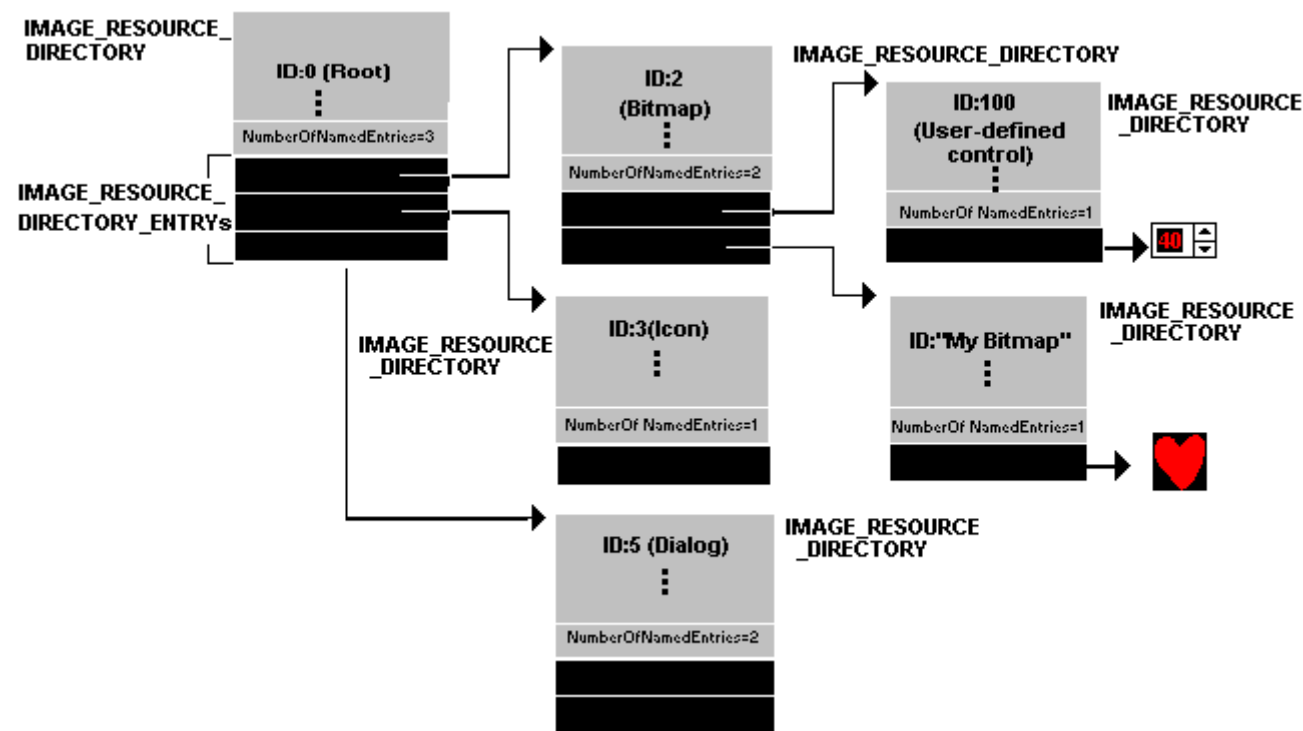 IMAGE_RESOURCE_
DIRECTORY
ID:0 (Root)
NumberOfNamedEntries=3
IMAGE_RESOURCE_
DIRECTORY_ENTRYs
ID:2
(Bitmap)
NumberOfNamedEntries=2
IMAGE_RESOURCE_DIRECTORY
ID:100
(User-defined
control)
NumberOf NamedEntries=1
IMAGE_RESOURCE
_DIRECTORY
40
IMAGE_RESOURCE
_DIRECTORY
ID:3(Icon)
NumberOf NamedEntries=1
ID:"My Bitmap"
NumberOf NamedEntries=1
IMAGE_RESOURCE
_DIRECTORY
ID:5 (Dialog)
NumberOfNamedEntries=2
IMAGE_RESOURCE
_DIRECTORY